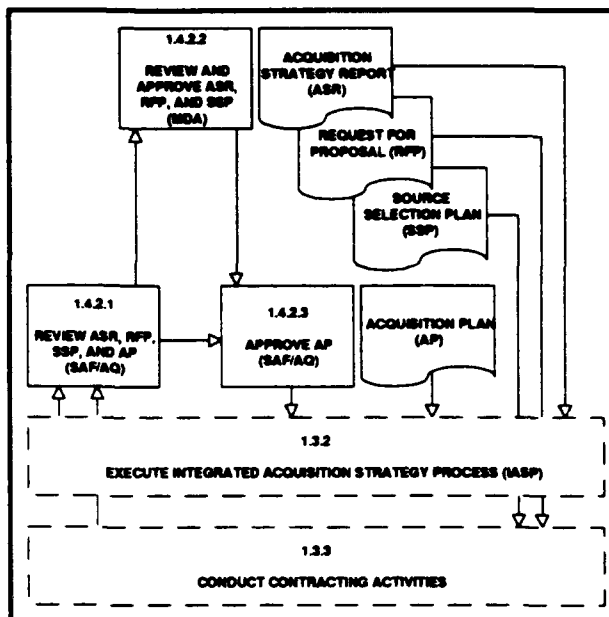 1.4.2.2
REVIEW AND
APPROVE ASR,
RFP, AND SSP
(MDA)
ACQUISITION
STRATEGY REPORT
(ASR)
REQUEST FOR
PROPOSAL (RFP)
SOURCE
SELECTION PLAN
(SSP)
1.4.2.1
REVIEW ASR, RFP,
SSP, AND AP
(SAF/AQ)
1.4.2.3
APPROVE AP
(SAF/AQ)
ACQUISITION PLAN
(AP)
1.3.2
EXECUTE INTEGRATED ACQUISITION STRATEGY PROCESS (IASP)
1.3.3
CONDUCT CONTRACTING ACTIVITIES